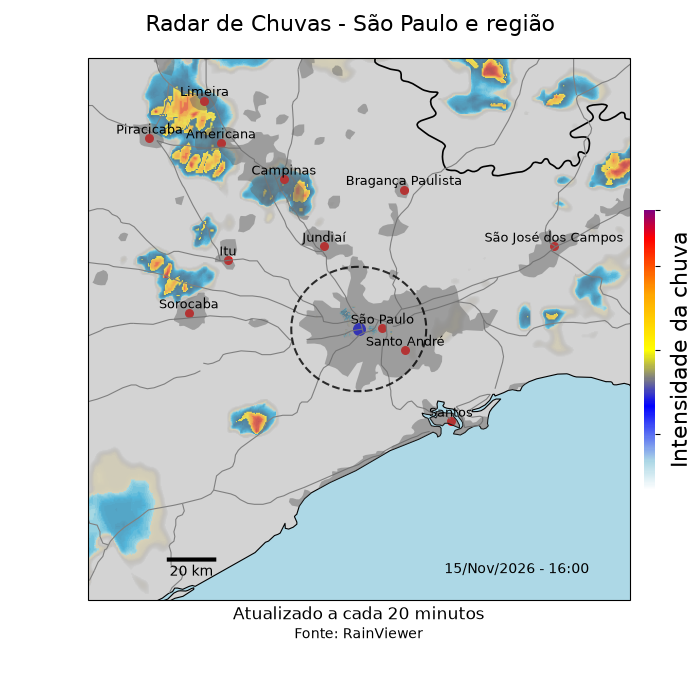 Radar de Chuvas - São Paulo e região
Limeira
Piracicaba
Americana
Campinas
Bragança Paulista
Jundiaí
São José dos Campos
Itu
Sorocaba
São Paulo
Santo André
Santos
Intensidade da chuva
20 km
15/Nov/2026 - 16:00
Atualizado a cada 20 minutos
Fonte: RainViewer